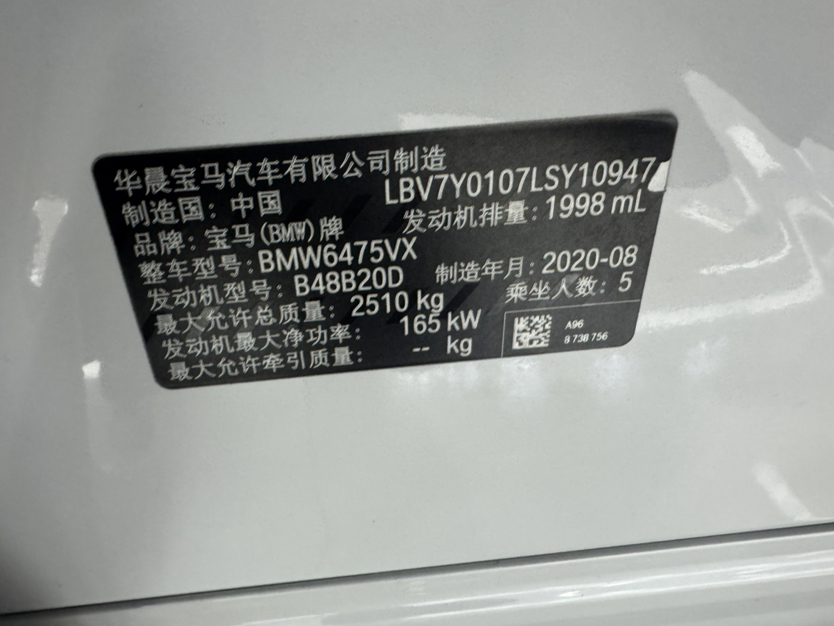 华晨宝马汽车有限公司制造
LBV7Y0107LSY10947
制造国: 中国
发动机排量: 1998 mL
品牌: 宝马(BMW)牌
整车型号: BMW6475VX
制造年月: 2020-08
发动机型号: B48B20D
乘坐人数: 5
最大允许总质量: 2510 kg
发动机最大净功率: 165 kW
最大允许牵引质量: -- kg
A96
8 738 756